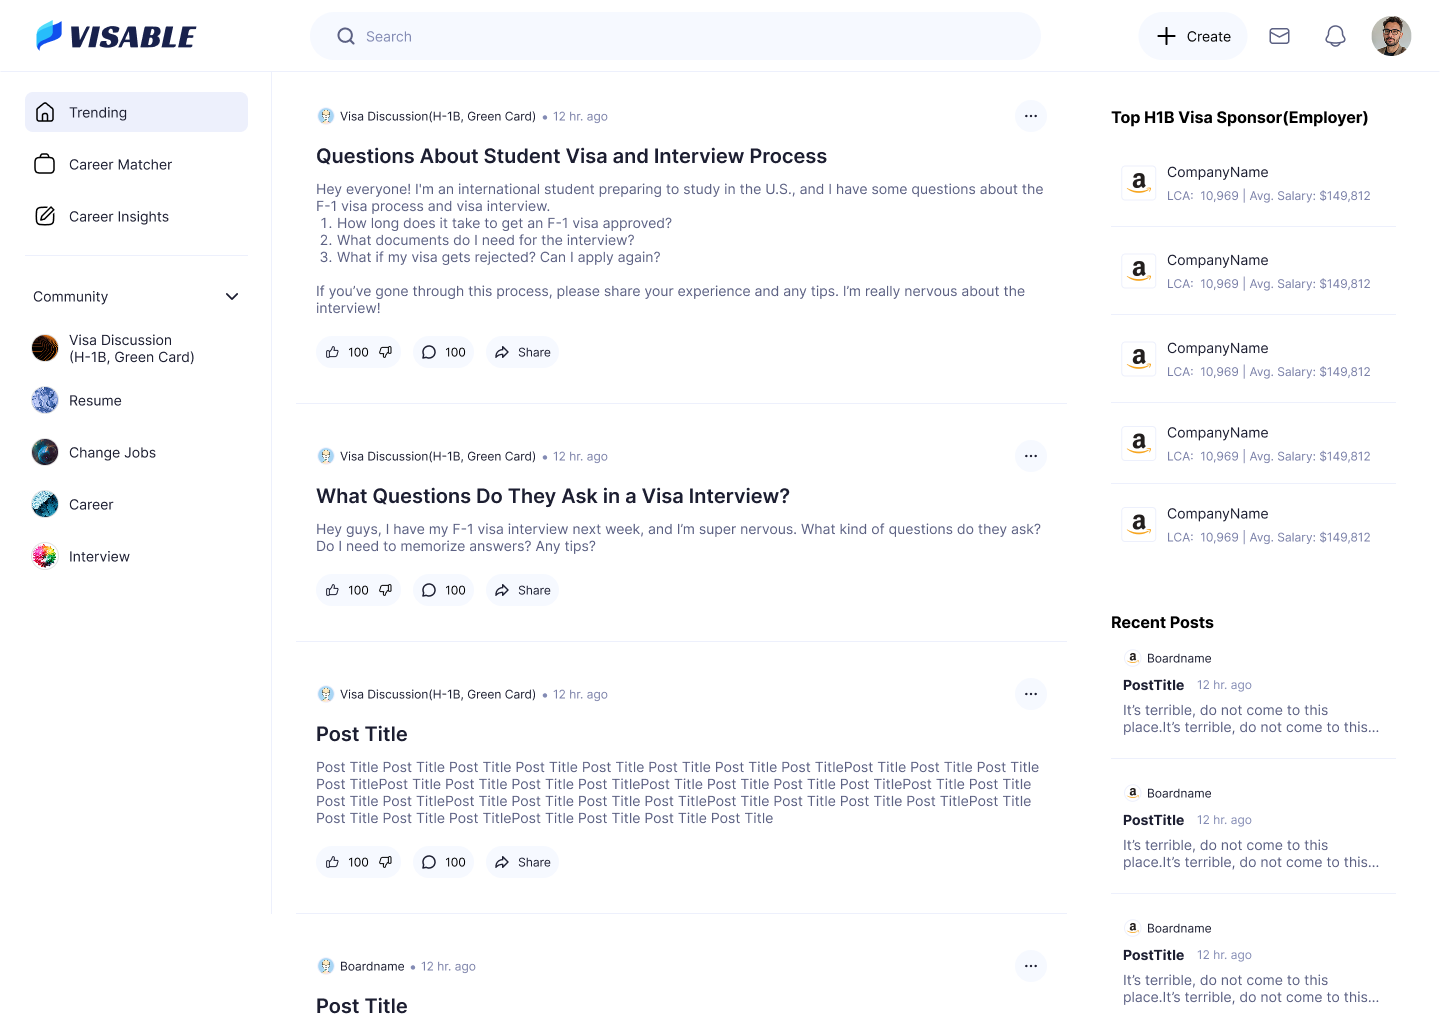 VISABLE
Search
Create
Trending
Career Matcher
Career Insights
Community
Visa Discussion
(H-1B, Green Card)
Resume
Change Jobs
Career
Interview
Visa Discussion(H-1B, Green Card) • 12 hr. ago
Questions About Student Visa and Interview Process
Hey everyone! I'm an international student preparing to study in the U.S., and I have some questions about the
F-1 visa process and visa interview.
1. How long does it take to get an F-1 visa approved?
2. What documents do I need for the interview?
3. What if my visa gets rejected? Can I apply again?
If you’ve gone through this process, please share your experience and any tips. I’m really nervous about the
interview!
100 100 Share
Visa Discussion(H-1B, Green Card) • 12 hr. ago
What Questions Do They Ask in a Visa Interview?
Hey guys, I have my F-1 visa interview next week, and I’m super nervous. What kind of questions do they ask?
Do I need to memorize answers? Any tips?
100 100 Share
Visa Discussion(H-1B, Green Card) • 12 hr. ago
Post Title
Post Title Post Title Post Title Post Title Post Title Post Title Post Title Post TitlePost Title Post Title Post Title
Post TitlePost Title Post Title Post Title Post TitlePost Title Post Title Post Title Post TitlePost Title Post Title
Post Title Post TitlePost Title Post Title Post Title Post TitlePost Title Post Title Post Title Post TitlePost Title
Post Title Post Title Post TitlePost Title Post Title Post Title Post Title
100 100 Share
Boardname • 12 hr. ago
Post Title
Top H1B Visa Sponsor(Employer)
CompanyName
LCA: 10,969 | Avg. Salary: $149,812
CompanyName
LCA: 10,969 | Avg. Salary: $149,812
CompanyName
LCA: 10,969 | Avg. Salary: $149,812
CompanyName
LCA: 10,969 | Avg. Salary: $149,812
CompanyName
LCA: 10,969 | Avg. Salary: $149,812
Recent Posts
Boardname
PostTitle 12 hr. ago
It’s terrible, do not come to this
place.It’s terrible, do not come to this...
Boardname
PostTitle 12 hr. ago
It’s terrible, do not come to this
place.It’s terrible, do not come to this...
Boardname
PostTitle 12 hr. ago
It’s terrible, do not come to this
place.It’s terrible, do not come to this...